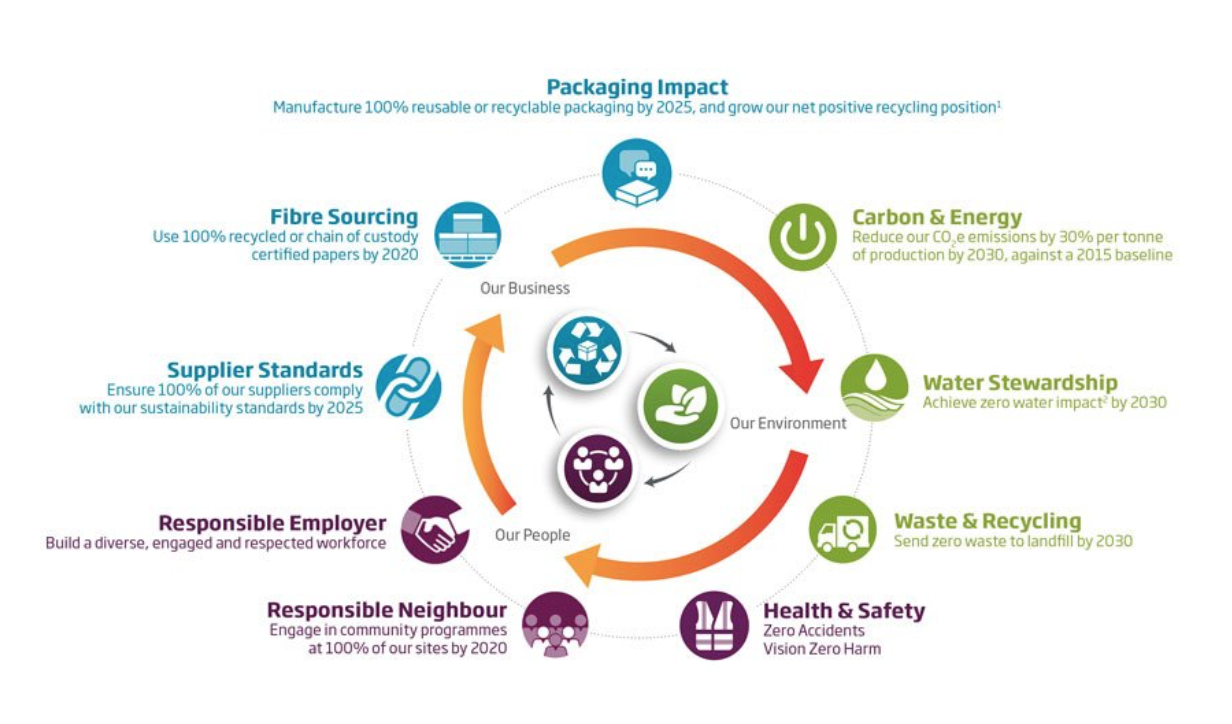 Packaging Impact
Manufacture 100% reusable or recyclable packaging by 2025, and grow our net positive recycling position¹
Fibre Sourcing
Use 100% recycled or chain of custody
certified papers by 2020
Carbon & Energy
Reduce our CO₂e emissions by 30% per tonne
of production by 2030, against a 2015 baseline
Our Business
Supplier Standards
Ensure 100% of our suppliers comply
with our sustainability standards by 2025
Water Stewardship
Achieve zero water impact² by 2030
Our Environment
Responsible Employer
Build a diverse, engaged and respected workforce
Our People
Waste & Recycling
Send zero waste to landfill by 2030
Responsible Neighbour
Engage in community programmes
at 100% of our sites by 2020
Health & Safety
Zero Accidents
Vision Zero Harm